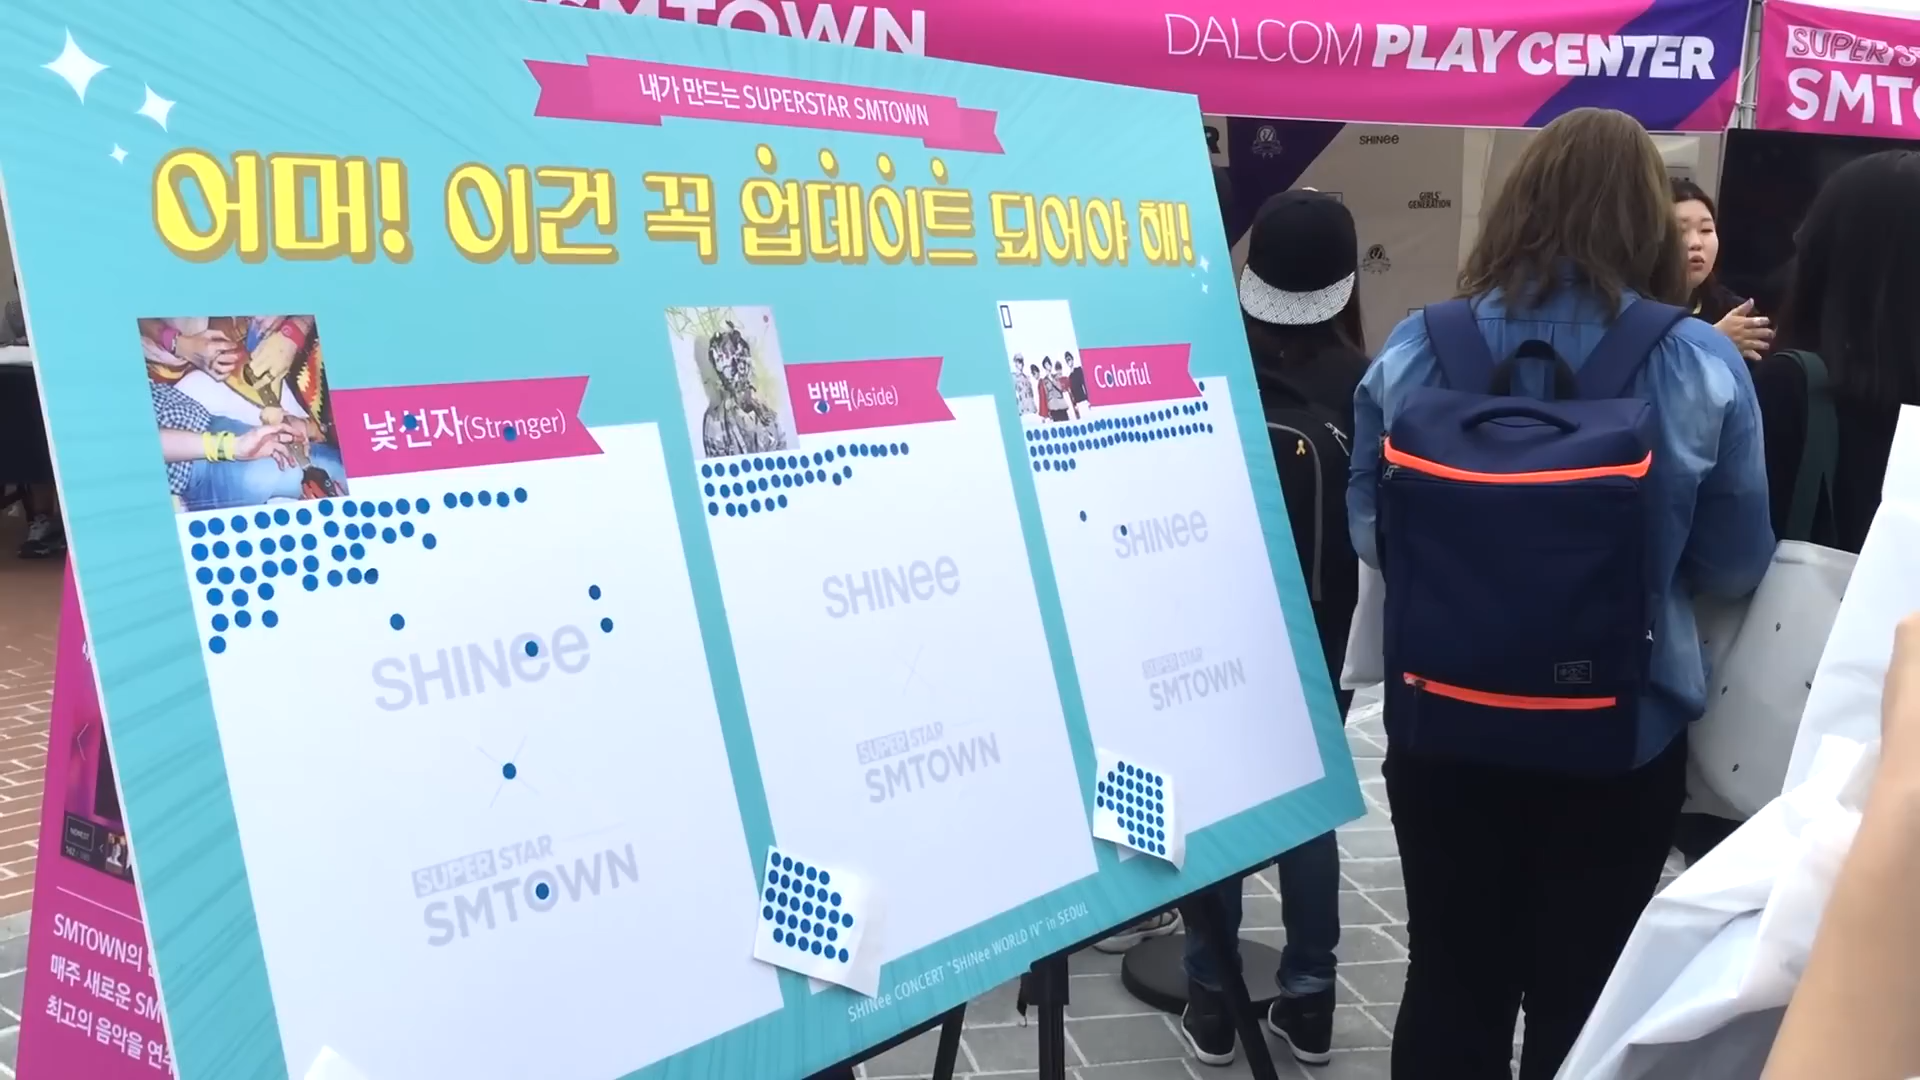 SMTOWN
DALCOM PLAY CENTER
SUPER
내가 만드는 SUPERSTAR SMTOWN
어머! 이건 꼭 업데이트 되어야 해!
SHINee
GIRLS' GENERATION
낯선자(Stranger)
방백(Aside)
Colorful
SHINee
SUPER STAR
SMTOWN
SHINee
SUPER STAR
SMTOWN
SHINee
SUPER STAR
SMTOWN
SHINee CONCERT "SHINee WORLD IV" in SEOUL
SMTOWN의
매주 새로운 SM
최고의 음악을